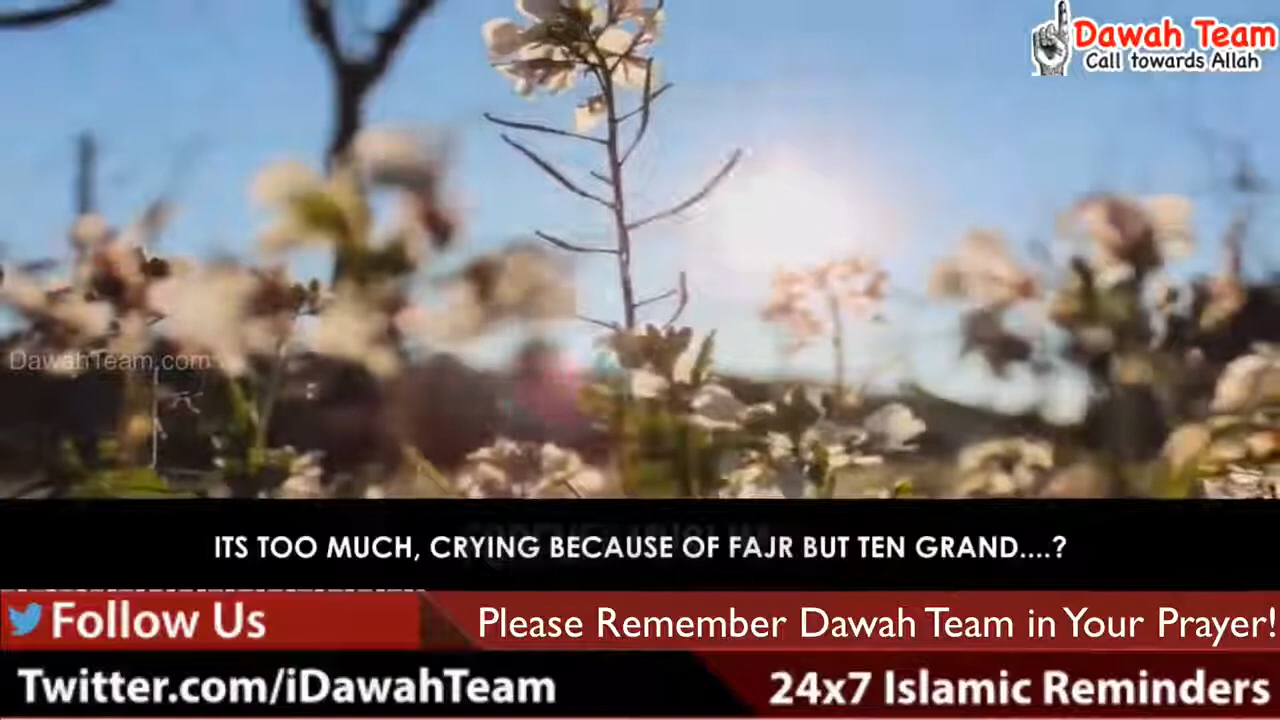 Dawah Team
Call towards Allah
DawahTeam.com
ITS TOO MUCH, CRYING BECAUSE OF FAJR BUT TEN GRAND....?
Follow Us
Please Remember Dawah Team in Your Prayer!
Twitter.com/iDawahTeam
24x7 Islamic Reminders